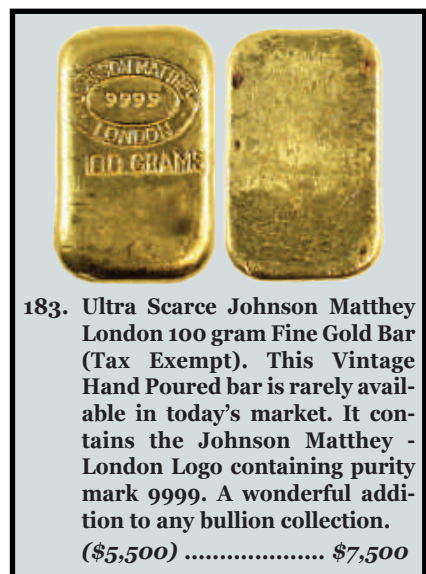 JOHNSON MATTHEY
9999
LONDON
100 GRAMS
183. Ultra Scarce Johnson Matthey
London 100 gram Fine Gold Bar
(Tax Exempt). This Vintage
Hand Poured bar is rarely avail-
able in today's market. It con-
tains the Johnson Matthey -
London Logo containing purity
mark 9999. A wonderful addi-
tion to any bullion collection.
($5,500) ..................... $7,500